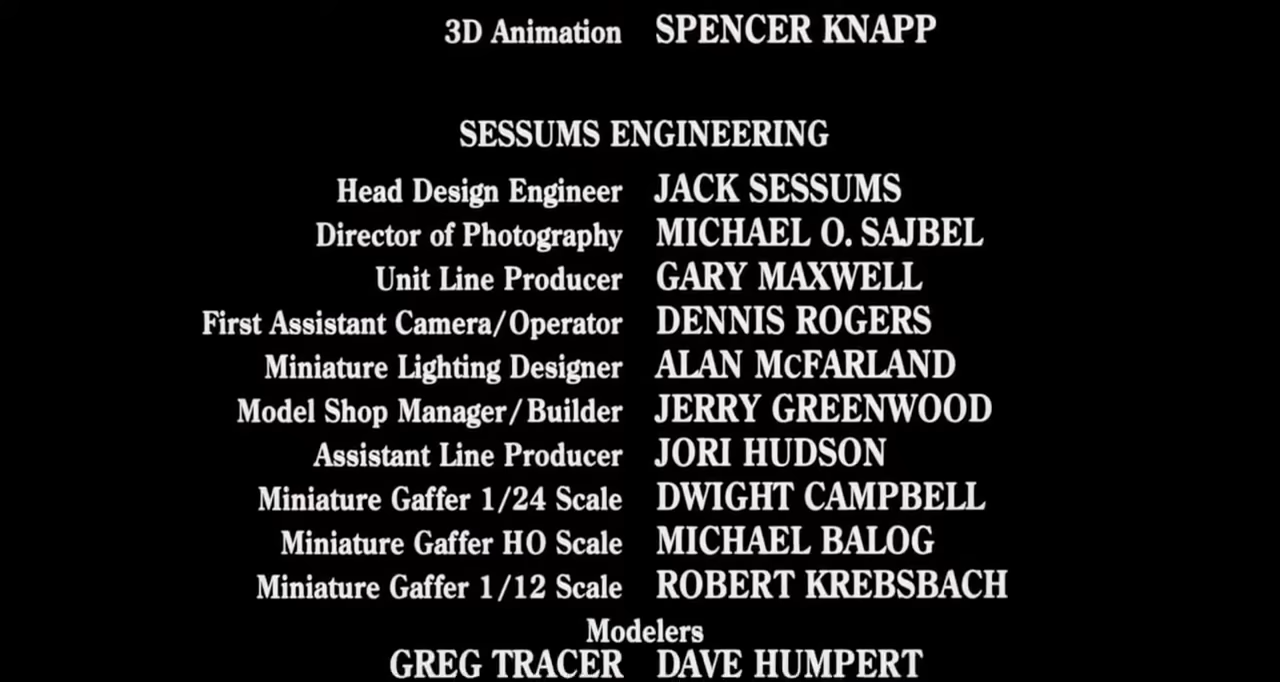 3D Animation SPENCER KNAPP
SESSUMS ENGINEERING
Head Design Engineer JACK SESSUMS
Director of Photography MICHAEL O. SAJBEL
Unit Line Producer GARY MAXWELL
First Assistant Camera/Operator DENNIS ROGERS
Miniature Lighting Designer ALAN McFARLAND
Model Shop Manager/Builder JERRY GREENWOOD
Assistant Line Producer JORI HUDSON
Miniature Gaffer 1/24 Scale DWIGHT CAMPBELL
Miniature Gaffer HO Scale MICHAEL BALOG
Miniature Gaffer 1/12 Scale ROBERT KREBSBACH
Modelers
GREG TRACER DAVE HUMPERT